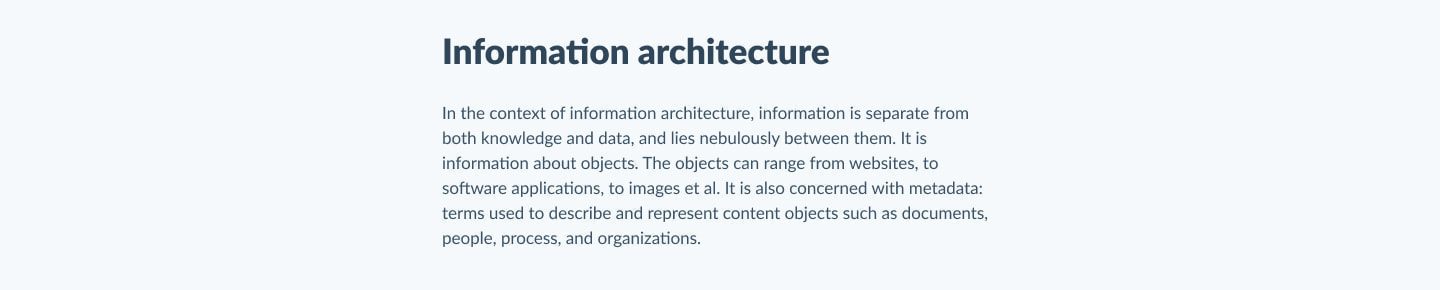 Information architecture
In the context of information architecture, information is separate from
both knowledge and data, and lies nebulously between them. It is
information about objects. The objects can range from websites, to
software applications, to images et al. It is also concerned with metadata:
terms used to describe and represent content objects such as documents,
people, process, and organizations.